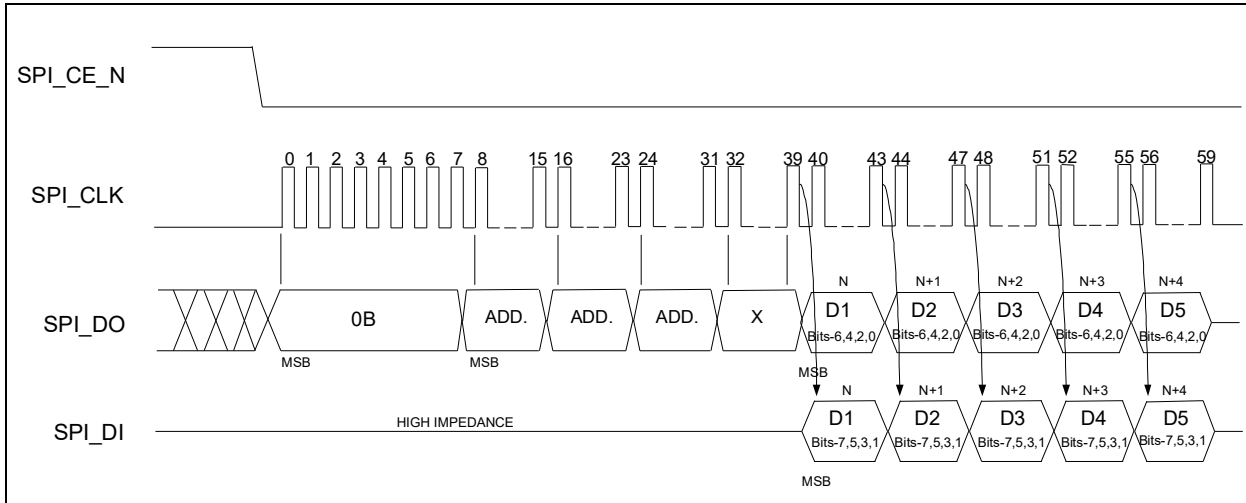 SPI_CE_N
0 1 2 3 4 5 6 7 8 15 16 23 24 31 32 39 40 43 44 47 48 51 52 55 56 59
SPI_CLK
N N+1 N+2 N+3 N+4
SPI_DO
0B ADD. ADD. ADD. X D1 D2 D3 D4 D5
Bits-6,4,2,0 Bits-6,4,2,0 Bits-6,4,2,0 Bits-6,4,2,0 Bits-6,4,2,0
MSB MSB MSB
N N+1 N+2 N+3 N+4
SPI_DI
HIGH IMPEDANCE
D1 D2 D3 D4 D5
Bits-7,5,3,1 Bits-7,5,3,1 Bits-7,5,3,1 Bits-7,5,3,1 Bits-7,5,3,1
MSB